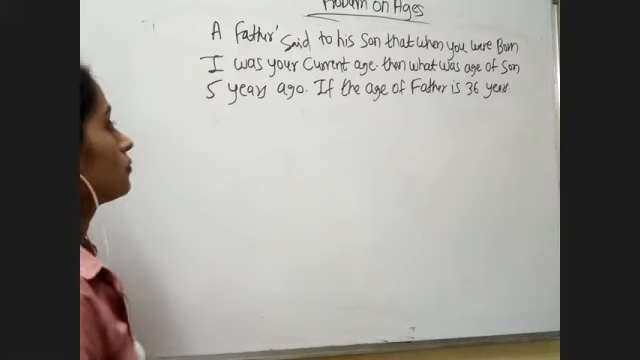 Problem on Ages
A Father' Said to his Son that when you were Born
I was your Current age. then what was age of Son
5 years ago. If the age of Father is 36 years.